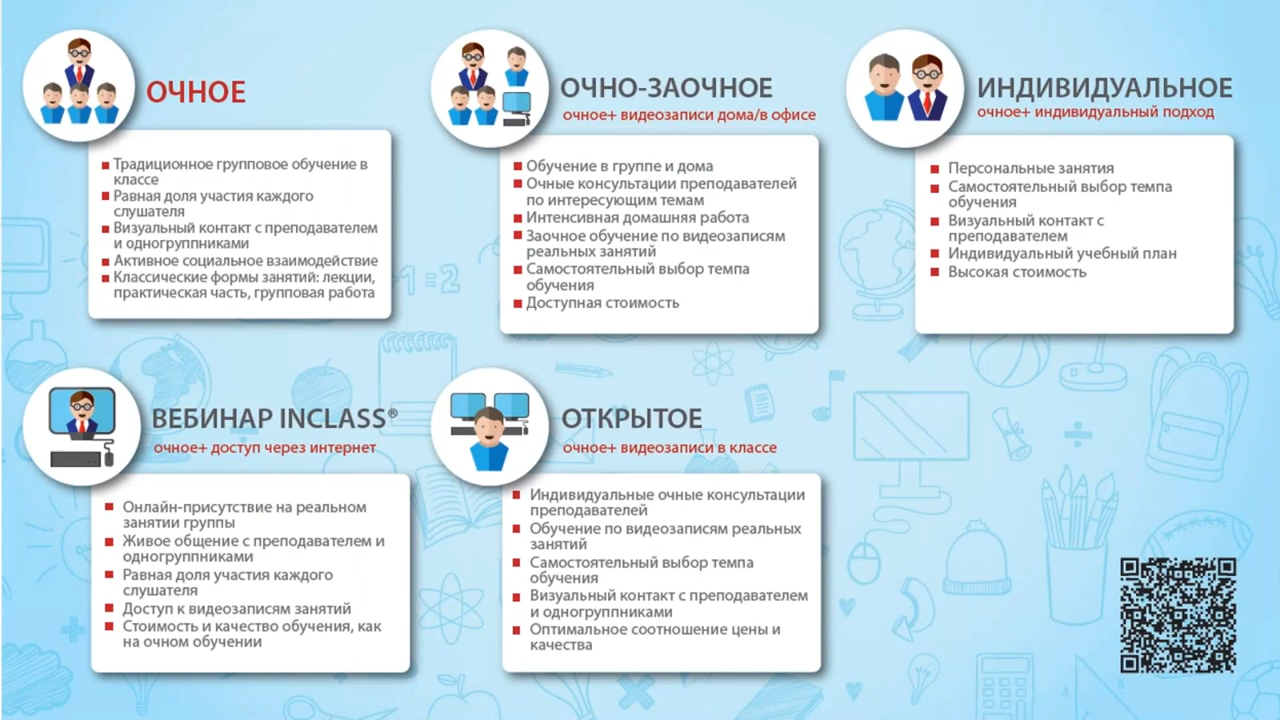 ОЧНОЕ
Традиционное групповое обучение в
классе
Равная доля участия каждого
слушателя
Визуальный контакт с преподавателем
и одногруппниками
Активное социальное взаимодействие
Классические формы занятий: лекции,
практическая часть, групповая работа
ОЧНО-ЗАОЧНОЕ
очное+ видеозаписи дома/в офисе
Обучение в группе и дома
Очные консультации преподавателей
по интересующим темам
Интенсивная домашняя работа
Заочное обучение по видеозаписям
реальных занятий
Самостоятельный выбор темпа
обучения
Доступная стоимость
ИНДИВИДУАЛЬНОЕ
очное+ индивидуальный подход
Персональные занятия
Самостоятельный выбор темпа
обучения
Визуальный контакт с
преподавателем
Индивидуальный учебный план
Высокая стоимость
ВЕБИНАР INCLASS®
очное+ доступ через интернет
Онлайн-присутствие на реальном
занятии группы
Живое общение с преподавателем и
одногруппниками
Равная доля участия каждого
слушателя
Доступ к видеозаписям занятий
Стоимость и качество обучения, как
на очном обучении
ОТКРЫТОЕ
очное+ видеозаписи в классе
Индивидуальные очные консультации
преподавателей
Обучение по видеозаписям реальных
занятий
Самостоятельный выбор темпа
обучения
Визуальный контакт с преподавателем
и одногруппниками
Оптимальное соотношение цены и
качества